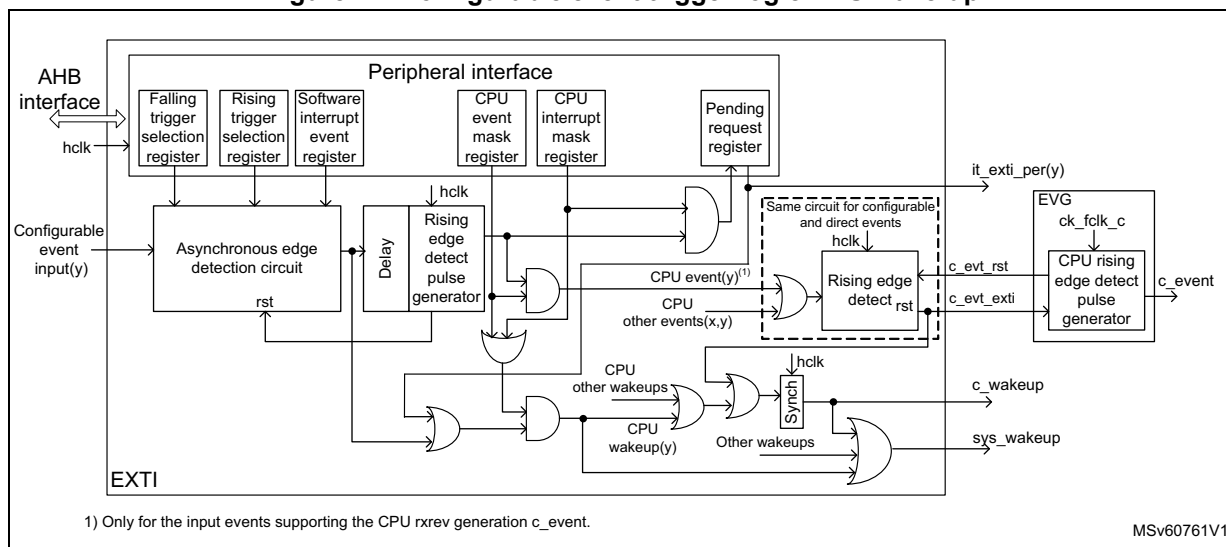 AHB
interface
hclk
Configurable
event
input(y)
Peripheral interface
Falling
trigger
selection
register
Rising
trigger
selection
register
Software
interrupt
event
register
CPU
event
mask
register
CPU
interrupt
mask
register
Pending
request
register
Asynchronous edge
detection circuit
rst
hclk
Delay
Rising
edge
detect
pulse
generator
CPU event(y)(1)
CPU
other events(x,y)
Same circuit for configurable
and direct events
hclk
Rising edge
detect
rst
it_exti_per(y)
EVG
ck_fclk_c
c_evt_rst
c_evt_exti
CPU rising
edge detect
pulse
generator
c_event
CPU
other wakeups
CPU
wakeup(y)
hclk
Synch
Other wakeups
c_wakeup
sys_wakeup
EXTI
1) Only for the input events supporting the CPU rxrev generation c_event.
MSv60761V1